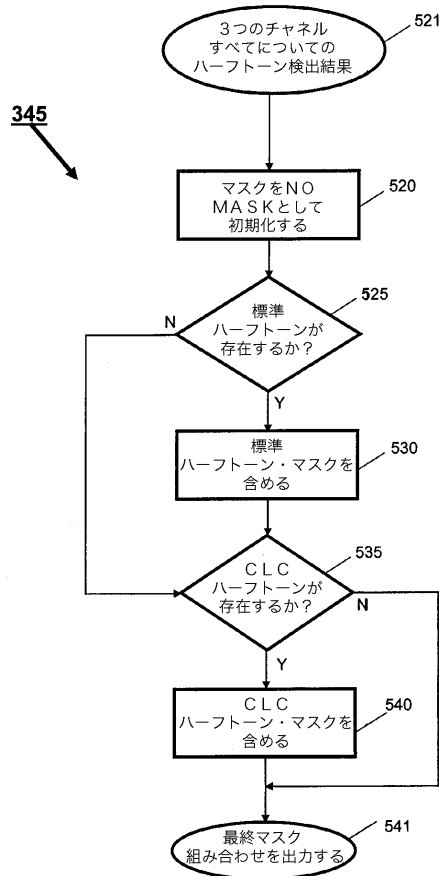 ３つのチャネル
すべてについての
ハーフトーン検出結果
521
345
マスクをＮＯ
ＭＡＳＫとして
初期化する
520
標準
ハーフトーンが
存在するか？
525
N
Y
標準
ハーフトーン・マスクを
含める
530
ＣＬＣ
ハーフトーンが
存在するか？
535
N
Y
ＣＬＣ
ハーフトーン・マスクを
含める
540
最終マスク
組み合わせを出力する
541